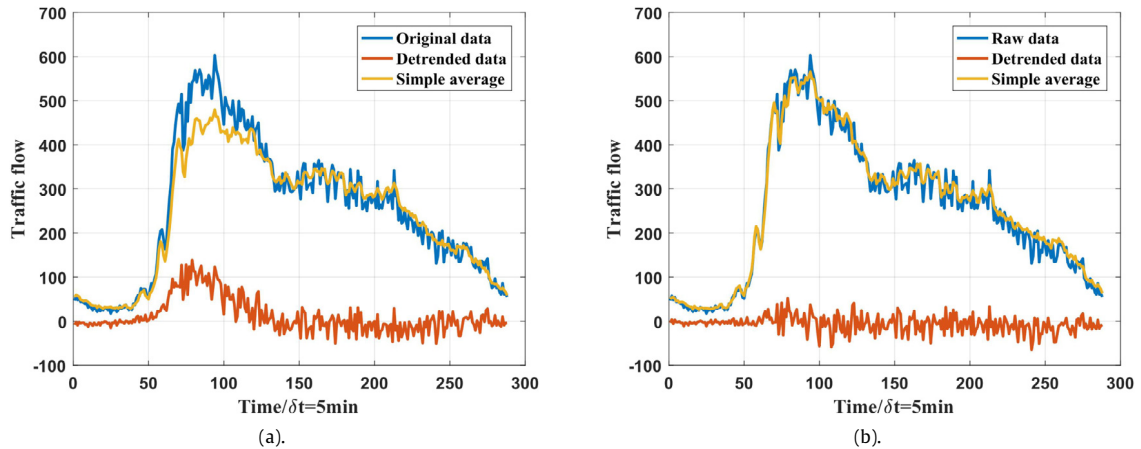 700
600
500
400
300
200
100
0
-100
Traffic flow
Original data
Detrended data
Simple average
0 50 100 150 200 250 300
Time/δt=5min
(a).
700
600
500
400
300
200
100
0
-100
Traffic flow
Raw data
Detrended data
Simple average
0 50 100 150 200 250 300
Time/δt=5min
(b).